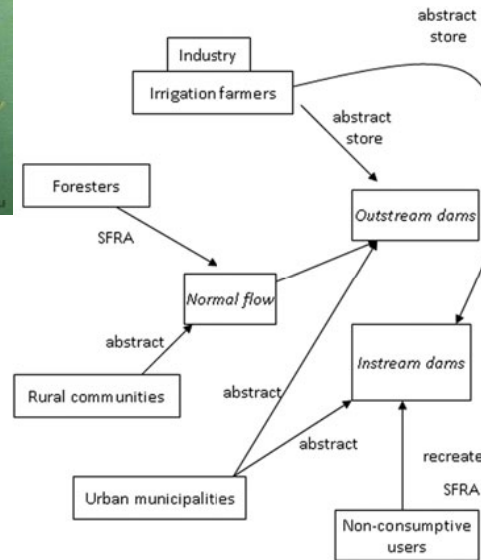 abstract
store
Industry
Irrigation farmers
abstract
store
Foresters
Outstream dams
SFRA
Normal flow
abstract
Instream dams
Rural communities
abstract
abstract
recreate
Urban municipalities
SFRA
Non-consumptive
users